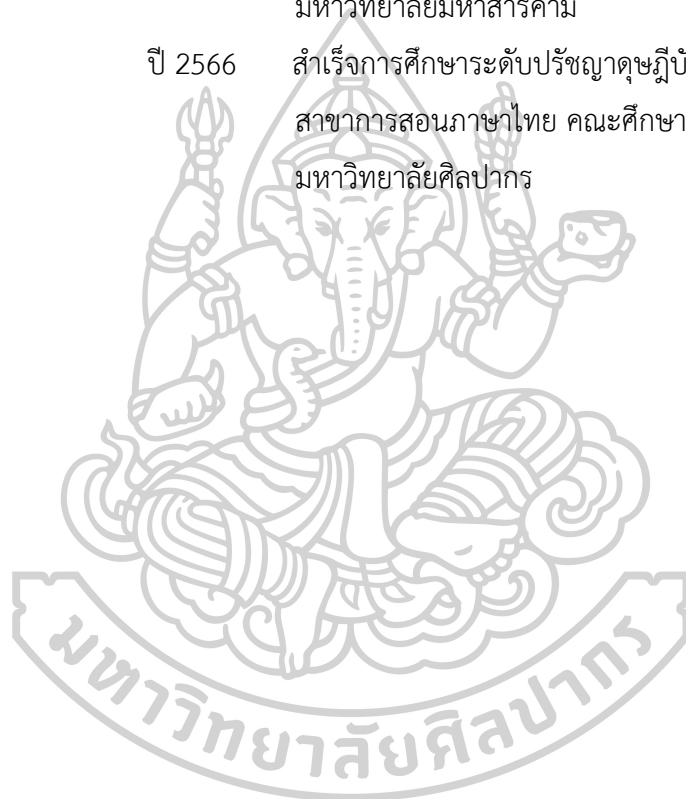 มหาวิทยาลัยมหาสารคาม
ปี 2566 สำเร็จการศึกษาระดับปรัชญาดุษฎีบั
สาขาการสอนภาษาไทย คณะศึกษา
มหาวิทยาลัยศิลปากร
มหาวิทยาลัยศิลปากร